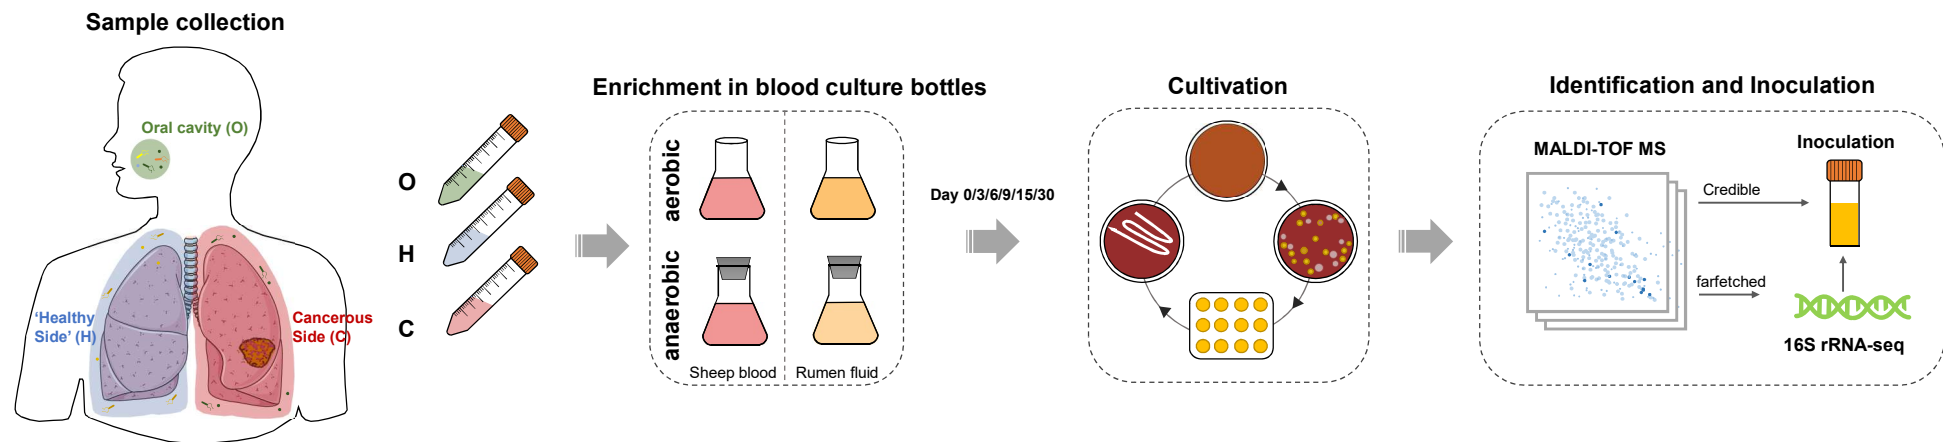 Sample collection
Oral cavity (O)
'Healthy
Side' (H)
Cancerous
Side (C)
O
H
C
Enrichment in blood culture bottles
aerobic
anaerobic
Sheep blood
Rumen fluid
Day 0/3/6/9/15/30
Cultivation
Identification and Inoculation
MALDI-TOF MS
Inoculation
Credible
farfetched
16S rRNA-seq